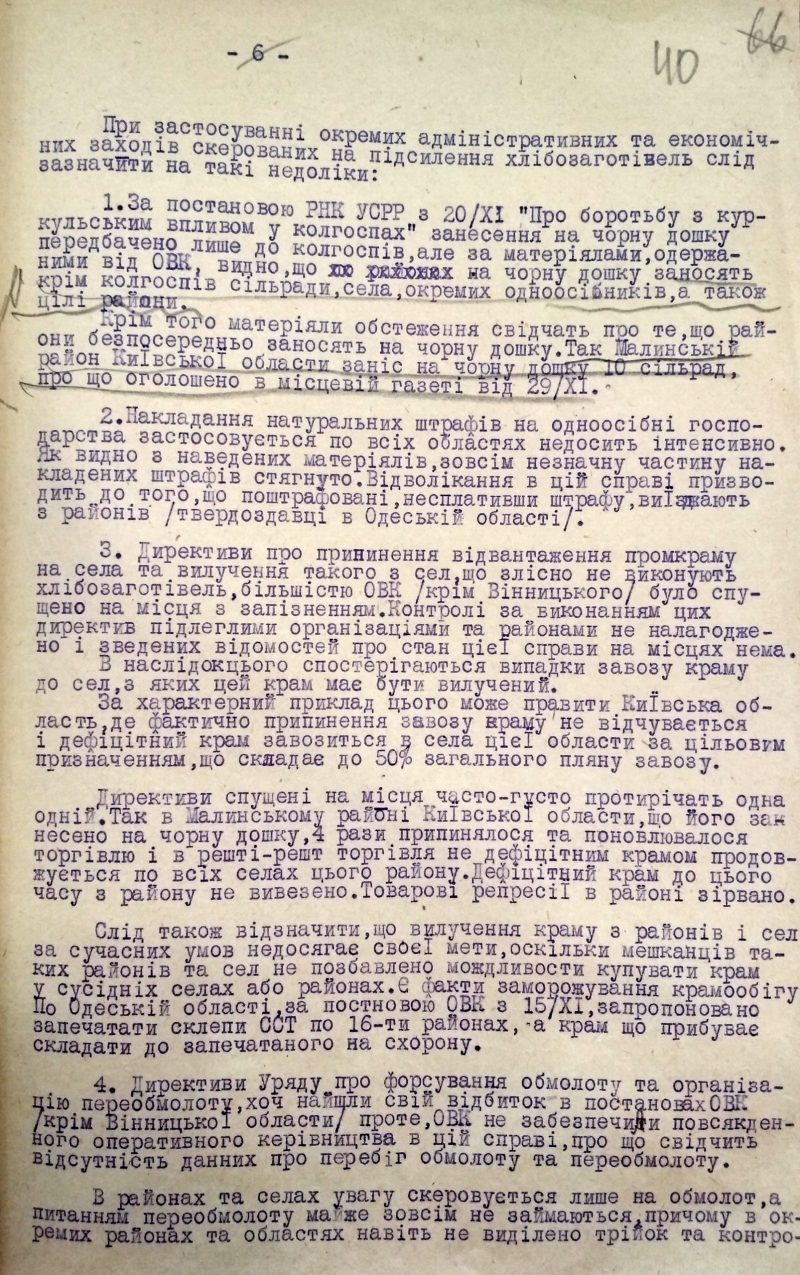 - 6 -
40
66
При застосуванні окремих адміністративних та економіч-
них заходів скерованих на підсилення хлібозаготівель слід
зазначити на такі недоліки:
1.За постановою РНК УСРР з 20/XI "Про боротьбу з кур-
кульським впливом у колгоспах" занесення на чорну дошку
передбачено лише до колгоспів,але за матеріялами,одержа-
ними від ОВК, видно,що на чорну дошку заносять
крім колгоспів сільради,села,окремих одноосібників,а також
цілі райони.
Крім того матеріяли обстеження свідчать про те,що рай-
они безпосередньо заносять на чорну дошку.Так Малинській
район Київської области заніс на чорну дошку 10 сільрад,
про що оголошено в місцевій газеті від 29/XI.
2.Накладання натуральних штрафів на одноосібні госпо-
дарства застосовується по всіх областях недосить інтенсивно.
Як видно з наведених матеріялів,зовсім незначну частину на-
кладених штрафів стягнуто.Відволікання в цій справі призво-
дить до того,що поштрафовані,несплативши штрафу,виїзжають
з районів /твердоздавці в Одеській області/.
3. Директиви про прининення відвантаження промкраму
на села та вилучення такого з сел,що злісно не виконують
хлібозаготівель,більшістю ОВК /крім Вінницького/ було спу-
щено на місця з запізненням.Контролі за виконанням цих
директив підлеглими організаціями та районами не налагодже-
но і зведених відомостей про стан цієї справи на місцях нема.
В наслідокцього спостерігаються випадки завозу краму
до сел,з яких цей крам має бути вилучений.
За характерний приклад цього може правити Київська об-
ласть,де фактично припинення завозу краму не відчувається
і дефіцітний крам завозиться в села цієї области за цільовим
призначенням,що складає до 50% загального пляну завозу.
Директиви спущені на місця часто-густо протирічать одна
одній.Так в Малинському районі Київської области,що його зан
несено на чорну дошку,4 рази припинялося та поновлювалося
торгівлю і в решті-решт торгівля не дефіцітним крамом продов-
жується по всіх селах цього району.Дефіцітний крам до цього
часу з району не вивезено.Товарові репресії в районі зірвано.
Слід також відзначити,що вилучення краму з районів і сел
за сучасних умов недосягає своєї мети,оскільки мешканців та-
ких районів та сел не позбавлено мождливости купувати крам
у сусідніх селах або районах.Є факти заморожування крамообігу
По Одеській області,за постновою ОВК з 15/XI,запропоновано
запечатати склепи ССТ по 16-ти районах, а крам що прибуває
складати до запечатаного на схорону.
4. Директиви Уряду про форсування обмолоту та організа-
цію переобмолоту,хоч найшли свій відбиток в постановах ОВК
/крім Вінницької области/ проте,ОВК не забезпечили повсякден-
ного оперативного керівництва в цій справі,про що свідчить
відсутність данних про перебіг обмолоту та переобмолоту.
В районах та селах увагу скеровується лише на обмолот,а
питанням переобмолоту майже зовсім не займаються,причому в ок-
ремих районах та областях навіть не виділено трійок та контро-